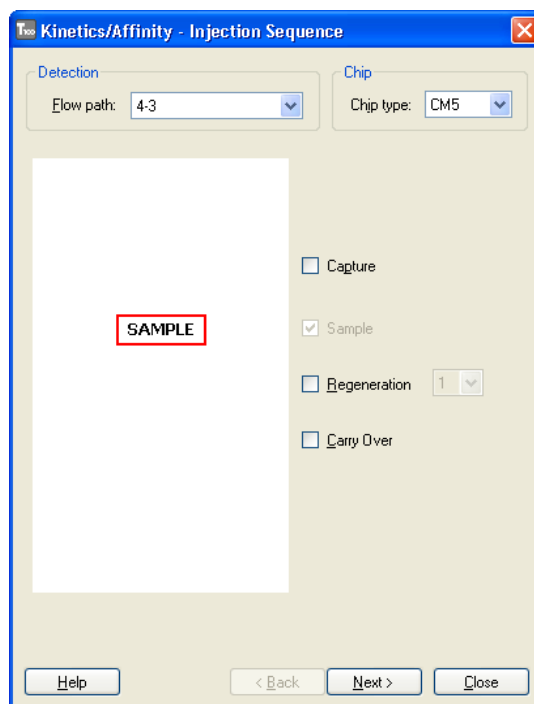 T100 Kinetics/Affinity - Injection Sequence
Detection
Chip
Flow path: 4-3
Chip type: CM5
Capture
SAMPLE
Sample
Regeneration 1
Carry Over
Help < Back Next > Close